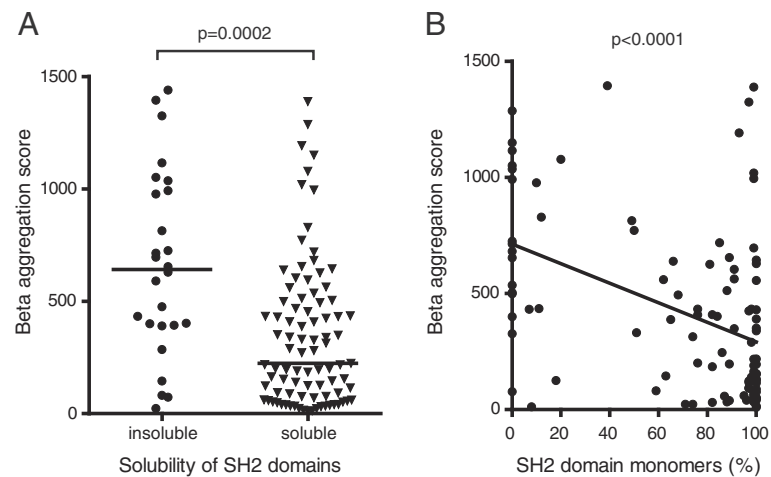 A
p=0.0002
Beta aggregation score
1500
1000
500
0
insoluble
soluble
Solubility of SH2 domains
B
p<0.0001
Beta aggregation score
1500
1000
500
0
0
20
40
60
80
100
SH2 domain monomers (%)